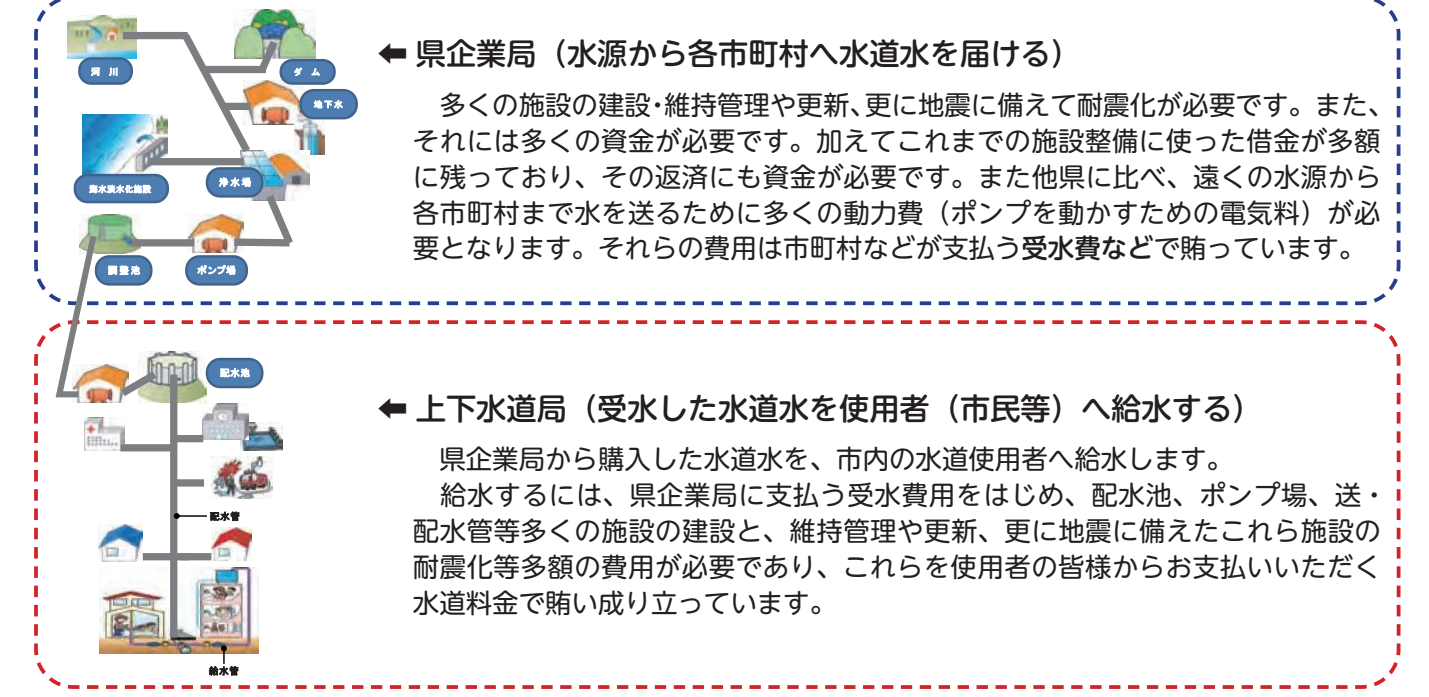 河川
ダム
地下水
海水淡水化施設
浄水場
調整池
ポンプ場
⬅ 県企業局（水源から各市町村へ水道水を届ける）
多くの施設の建設・維持管理や更新、更に地震に備えて耐震化が必要です。また、
それには多くの資金が必要です。加えてこれまでの施設整備に使った借金が多額
に残っており、その返済にも資金が必要です。また他県に比べ、遠くの水源から
各市町村まで水を送るために多くの動力費（ポンプを動かすための電気料）が必
要となります。それらの費用は市町村などが支払う受水費などで賄っています。
配水池
配水管
給水管
⬅ 上下水道局（受水した水道水を使用者（市民等）へ給水する）
県企業局から購入した水道水を、市内の水道使用者へ給水します。
給水するには、県企業局に支払う受水費用をはじめ、配水池、ポンプ場、送・
配水管等多くの施設の建設と、維持管理や更新、更に地震に備えたこれら施設の
耐震化等多額の費用が必要であり、これらを使用者の皆様からお支払いいただく
水道料金で賄い成り立っています。